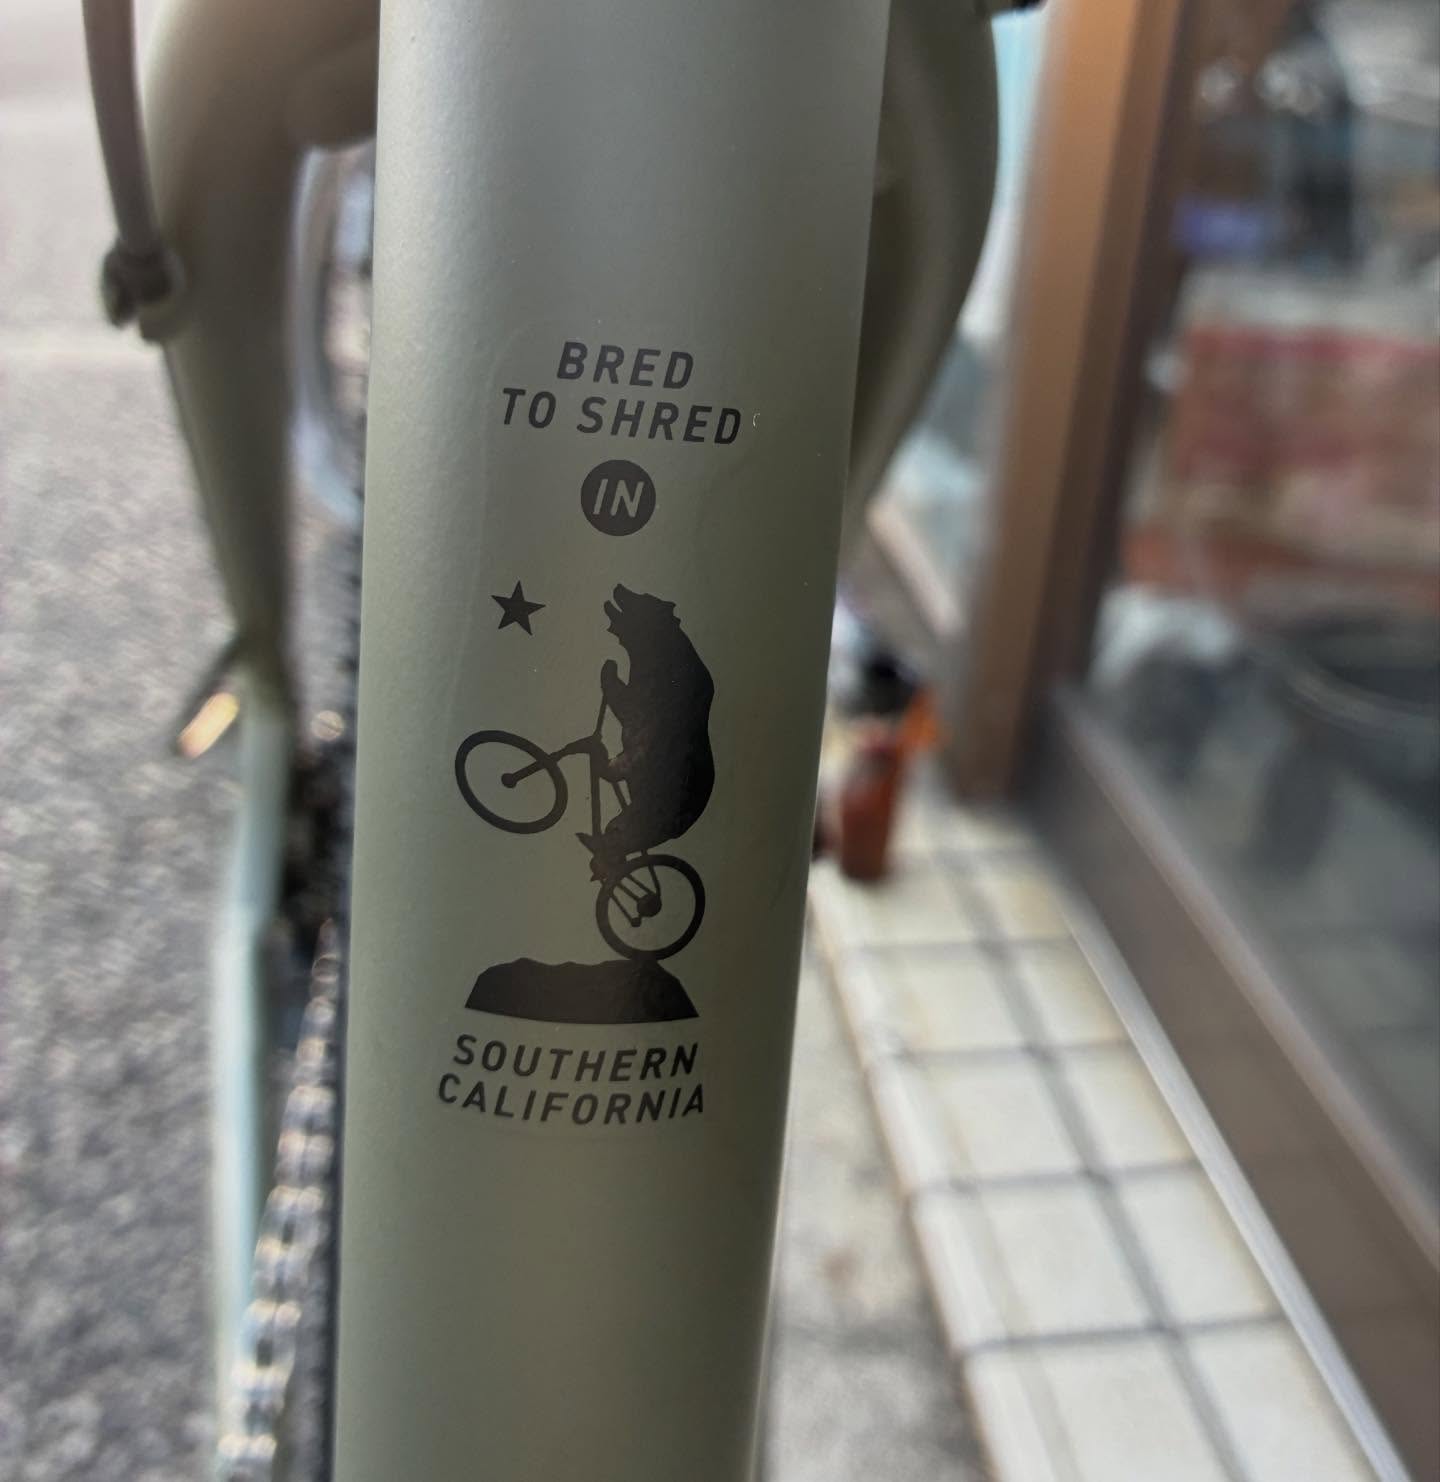 BRED
TO SHRED
IN
SOUTHERN
CALIFORNIA